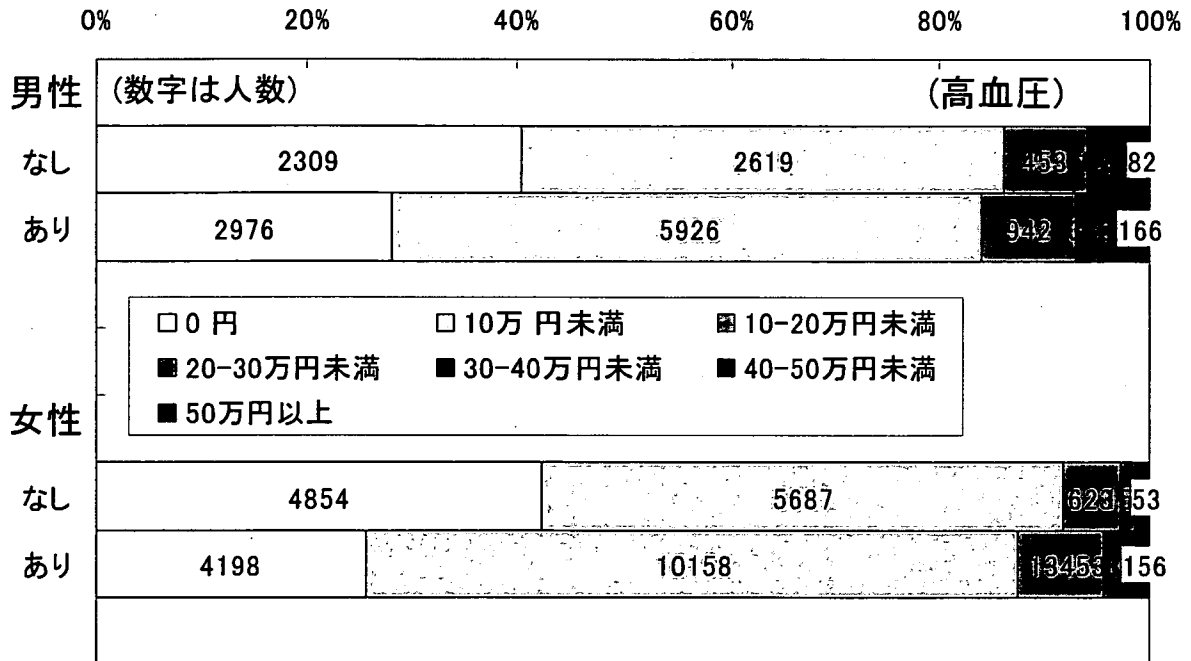 0% 20% 40% 60% 80% 100%
男性 (数字は人数) (高血圧)
なし 2309 2619 453 82
あり 2976 5926 942 166
□0 円 □10万 円未満 ▩10-20万円未満
■20-30万円未満 ■30-40万円未満 ■40-50万円未満
■50万円以上
女性
なし 4854 5687 623 53
あり 4198 10158 1345 156